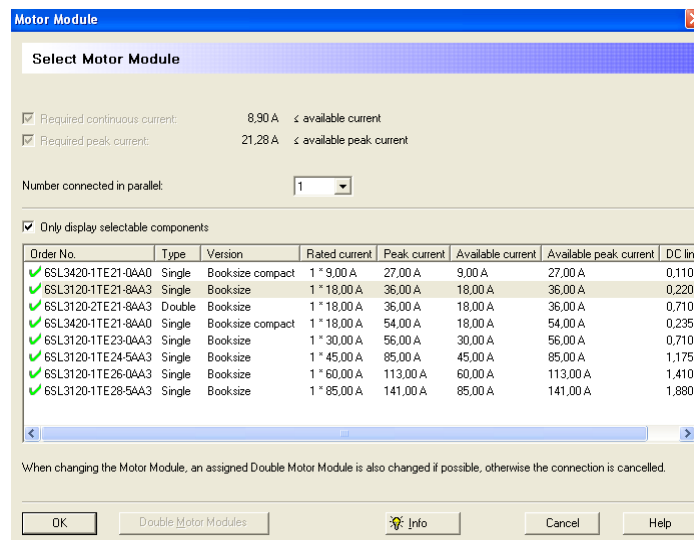 Motor Module
Select Motor Module
Required continuous current: 8,90 A ≤ available current
Required peak current: 21,28 A ≤ available peak current
Number connected in parallel: 1
Only display selectable components
Order No. Type Version Rated current Peak current Available current Available peak current DC lin
6SL3420-1TE21-0AA0 Single Booksize compact 1 * 9,00 A 27,00 A 9,00 A 27,00 A 0,110
6SL3120-1TE21-8AA3 Single Booksize 1 * 18,00 A 36,00 A 18,00 A 36,00 A 0,220
6SL3120-2TE21-8AA3 Double Booksize 1 * 18,00 A 36,00 A 18,00 A 36,00 A 0,710
6SL3420-1TE21-8AA0 Single Booksize compact 1 * 18,00 A 54,00 A 18,00 A 54,00 A 0,235
6SL3120-1TE23-0AA3 Single Booksize 1 * 30,00 A 56,00 A 30,00 A 56,00 A 0,710
6SL3120-1TE24-5AA3 Single Booksize 1 * 45,00 A 85,00 A 45,00 A 85,00 A 1,175
6SL3120-1TE26-0AA3 Single Booksize 1 * 60,00 A 113,00 A 60,00 A 113,00 A 1,410
6SL3120-1TE28-5AA3 Single Booksize 1 * 85,00 A 141,00 A 85,00 A 141,00 A 1,880
When changing the Motor Module, an assigned Double Motor Module is also changed if possible, otherwise the connection is cancelled.
OK Double Motor Modules Info Cancel Help